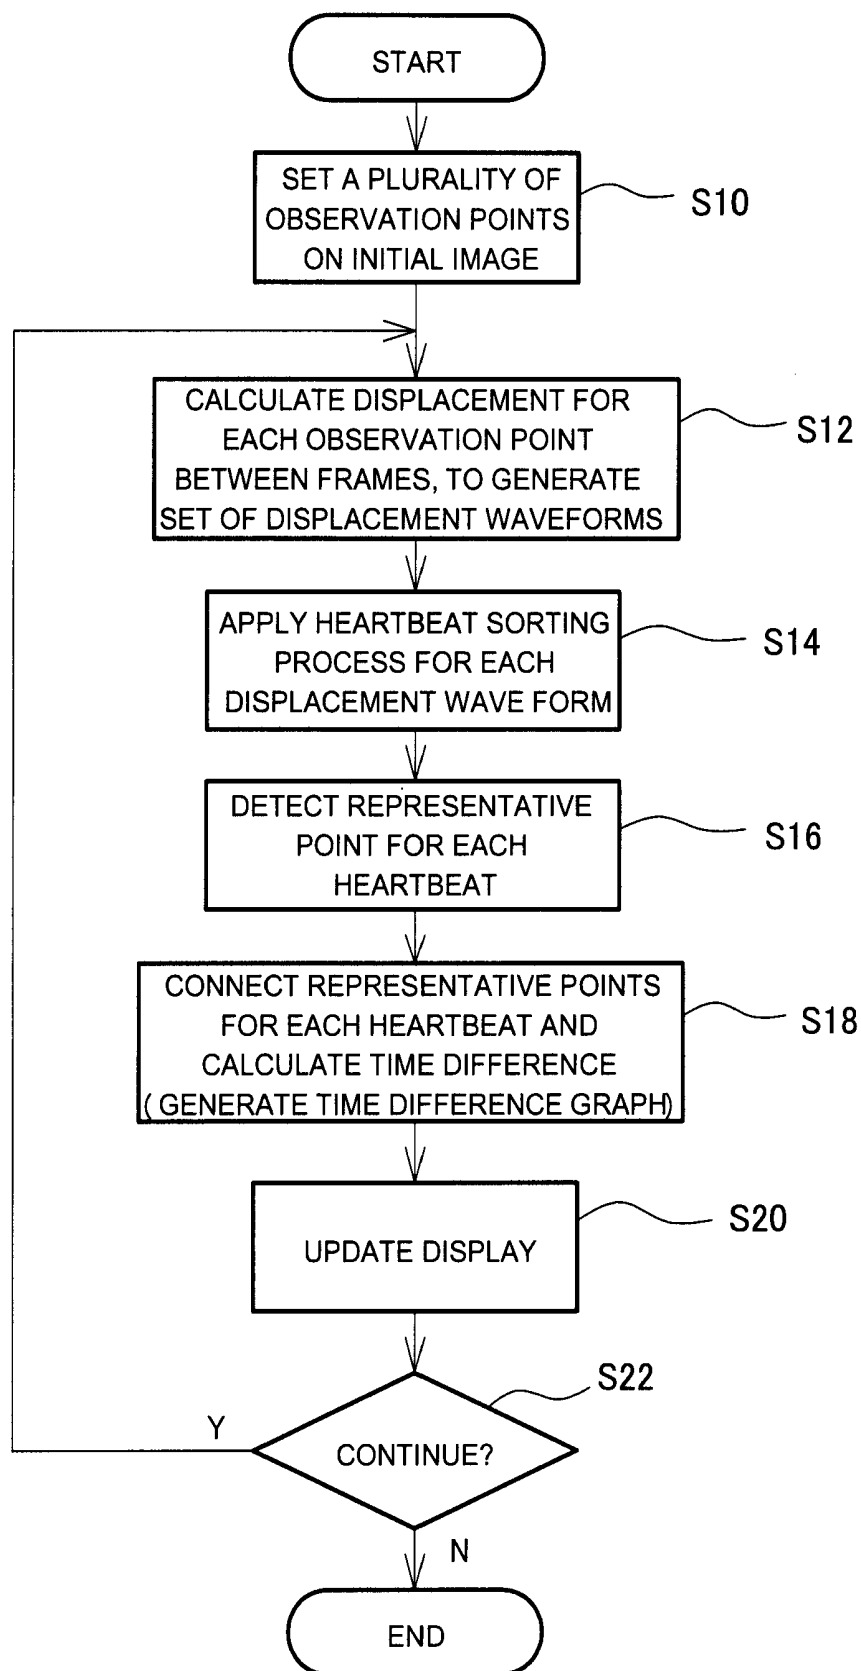 START
SET A PLURALITY OF
OBSERVATION POINTS
ON INITIAL IMAGE
S10
CALCULATE DISPLACEMENT FOR
EACH OBSERVATION POINT
BETWEEN FRAMES, TO GENERATE
SET OF DISPLACEMENT WAVEFORMS
S12
APPLY HEARTBEAT SORTING
PROCESS FOR EACH
DISPLACEMENT WAVE FORM
S14
DETECT REPRESENTATIVE
POINT FOR EACH
HEARTBEAT
S16
CONNECT REPRESENTATIVE POINTS
FOR EACH HEARTBEAT AND
CALCULATE TIME DIFFERENCE
( GENERATE TIME DIFFERENCE GRAPH)
S18
UPDATE DISPLAY
S20
CONTINUE?
S22
Y
N
END